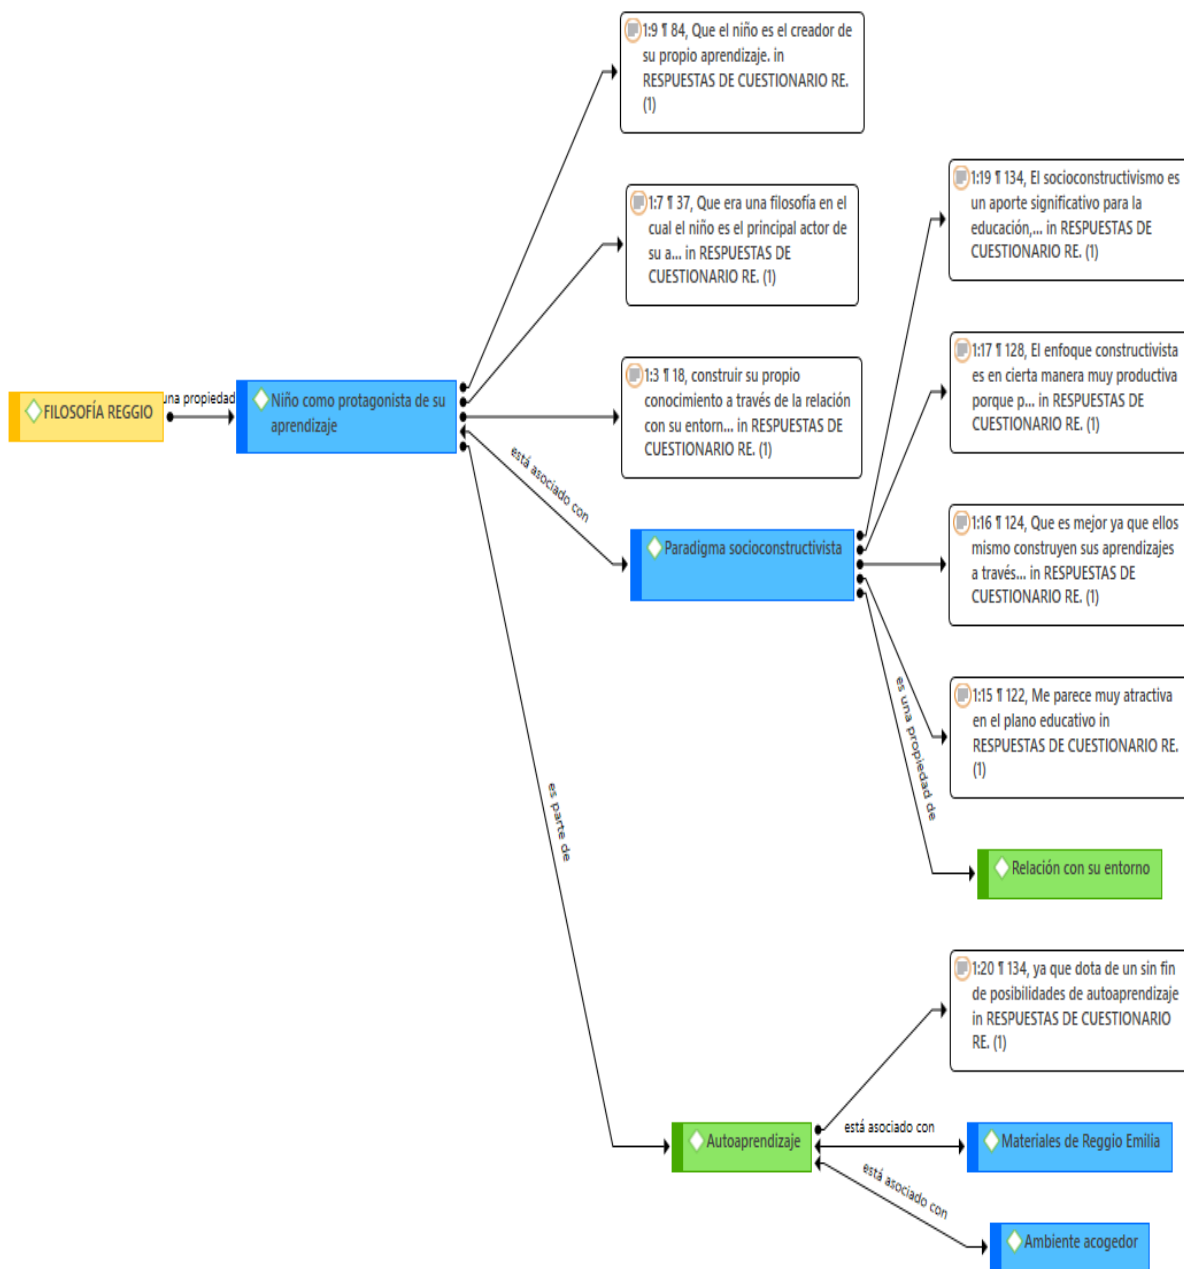 1:9 ¶ 84, Que el niño es el creador de
su propio aprendizaje. in
RESPUESTAS DE CUESTIONARIO RE.
(1)
1:7 ¶ 37, Que era una filosofía en el
cual el niño es el principal actor de
su a... in RESPUESTAS DE
CUESTIONARIO RE. (1)
1:3 ¶ 18, construir su propio
conocimiento a través de la relación
con su entorn... in RESPUESTAS DE
CUESTIONARIO RE. (1)
FILOSOFÍA REGGIO
una propiedad
Niño como protagonista de su
aprendizaje
está asociado con
Paradigma socioconstructivista
1:19 ¶ 134, El socioconstructivismo es
un aporte significativo para la
educación,... in RESPUESTAS DE
CUESTIONARIO RE. (1)
1:17 ¶ 128, El enfoque constructivista
es en cierta manera muy productiva
porque p... in RESPUESTAS DE
CUESTIONARIO RE. (1)
1:16 ¶ 124, Que es mejor ya que ellos
mismo construyen sus aprendizajes
a través... in RESPUESTAS DE
CUESTIONARIO RE. (1)
1:15 ¶ 122, Me parece muy atractiva
en el plano educativo in
RESPUESTAS DE CUESTIONARIO RE.
(1)
es una propiedad de
Relación con su entorno
es parte de
Autoaprendizaje
1:20 ¶ 134, ya que dota de un sin fin
de posibilidades de autoaprendizaje
in RESPUESTAS DE CUESTIONARIO
RE. (1)
está asociado con
Materiales de Reggio Emilia
está asociado con
Ambiente acogedor